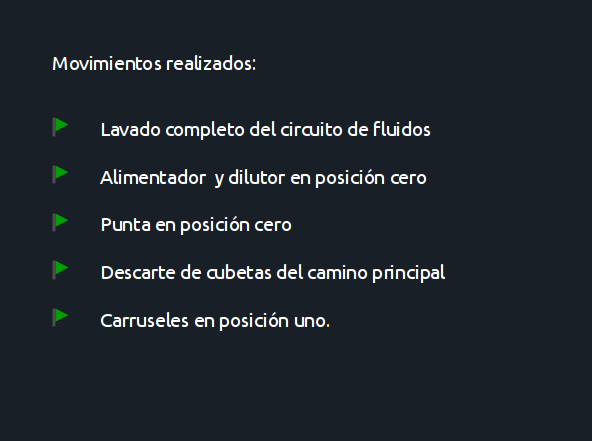 Movimientos realizados:
Lavado completo del circuito de fluidos
Alimentador  y dilutor en posición cero
Punta en posición cero
Descarte de cubetas del camino principal
Carruseles en posición uno.